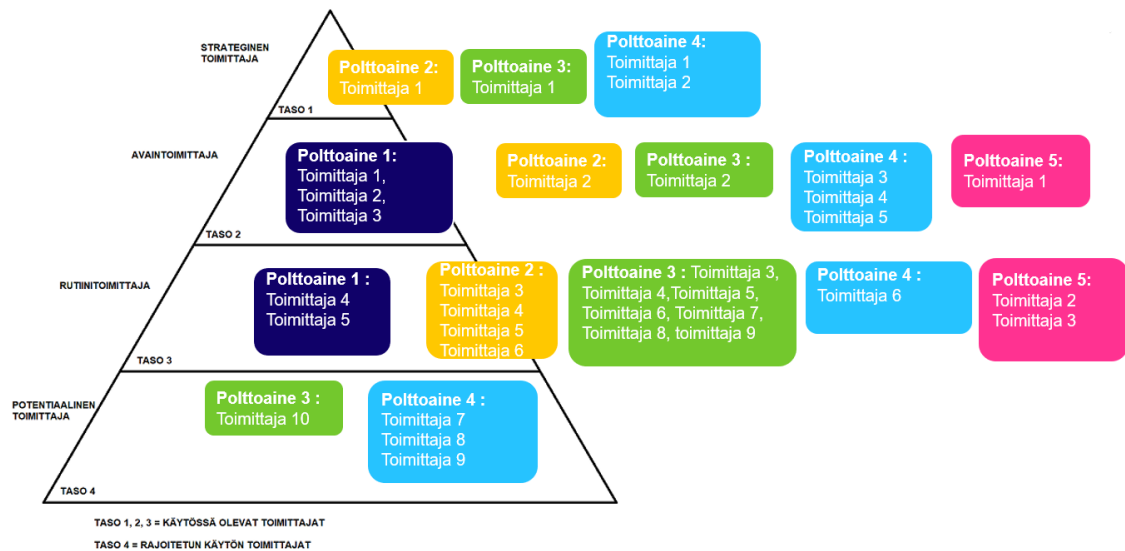 STRATEGINEN
TOIMITTAJA
Polttoaine 2:
Toimittaja 1
Polttoaine 3:
Toimittaja 1
Polttoaine 4:
Toimittaja 1
Toimittaja 2
TASO 1
AVAINTOIMITTAJA
Polttoaine 1:
Toimittaja 1,
Toimittaja 2,
Toimittaja 3
Polttoaine 2:
Toimittaja 2
Polttoaine 3 :
Toimittaja 2
Polttoaine 4 :
Toimittaja 3
Toimittaja 4
Toimittaja 5
Polttoaine 5:
Toimittaja 1
TASO 2
RUTIINITOIMITTAJA
Polttoaine 1 :
Toimittaja 4
Toimittaja 5
Polttoaine 2 :
Toimittaja 3
Toimittaja 4
Toimittaja 5
Toimittaja 6
Polttoaine 3 : Toimittaja 3,
Toimittaja 4, Toimittaja 5,
Toimittaja 6, Toimittaja 7,
Toimittaja 8, toimittaja 9
Polttoaine 4 :
Toimittaja 6
Polttoaine 5:
Toimittaja 2
Toimittaja 3
TASO 3
POTENTIAALINEN
TOIMITTAJA
Polttoaine 3 :
Toimittaja 10
Polttoaine 4 :
Toimittaja 7
Toimittaja 8
Toimittaja 9
TASO 4
TASO 1, 2, 3 = KÄYTÖSSÄ OLEVAT TOIMITTAJAT
TASO 4 = RAJOITETUN KÄYTÖN TOIMITTAJAT